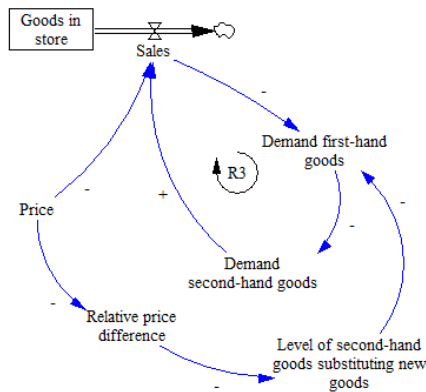 Goods in
store
Sales
-
Demand first-hand
goods
R3
-
-
+
-
Price
Demand
second-hand goods
-
Relative price
difference
Level of second-hand
goods substituting new
goods
-